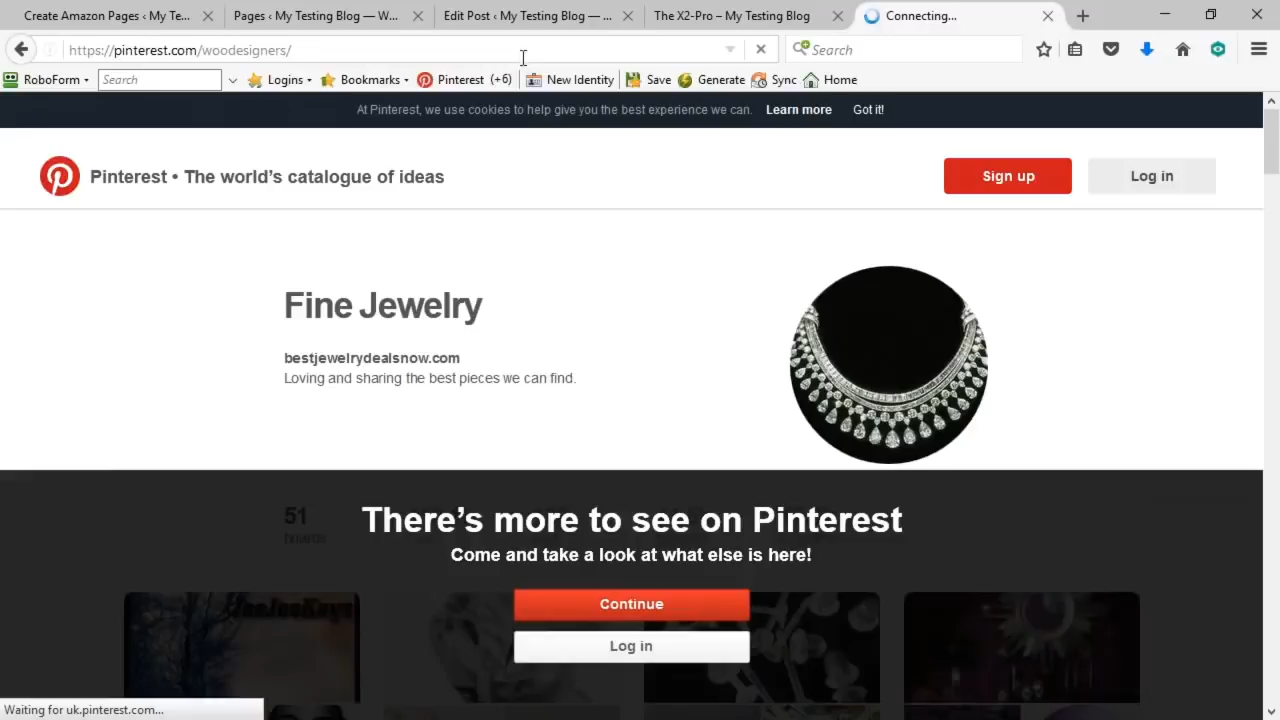 Create Amazon Pages ‹ My Te...
Pages ‹ My Testing Blog — W...
Edit Post ‹ My Testing Blog — ...
The X2-Pro – My Testing Blog
Connecting...
https://pinterest.com/woodesigners/
Search
RoboForm
Search
Logins
Bookmarks
Pinterest (+6)
New Identity
Save
Generate
Sync
Home
At Pinterest, we use cookies to help give you the best experience we can. Learn more Got it!
Pinterest • The world's catalogue of ideas
Sign up
Log in
Fine Jewelry
bestjewelrydealsnow.com
Loving and sharing the best pieces we can find.
51
boards
There's more to see on Pinterest
Come and take a look at what else is here!
Continue
Log in
Waiting for uk.pinterest.com...